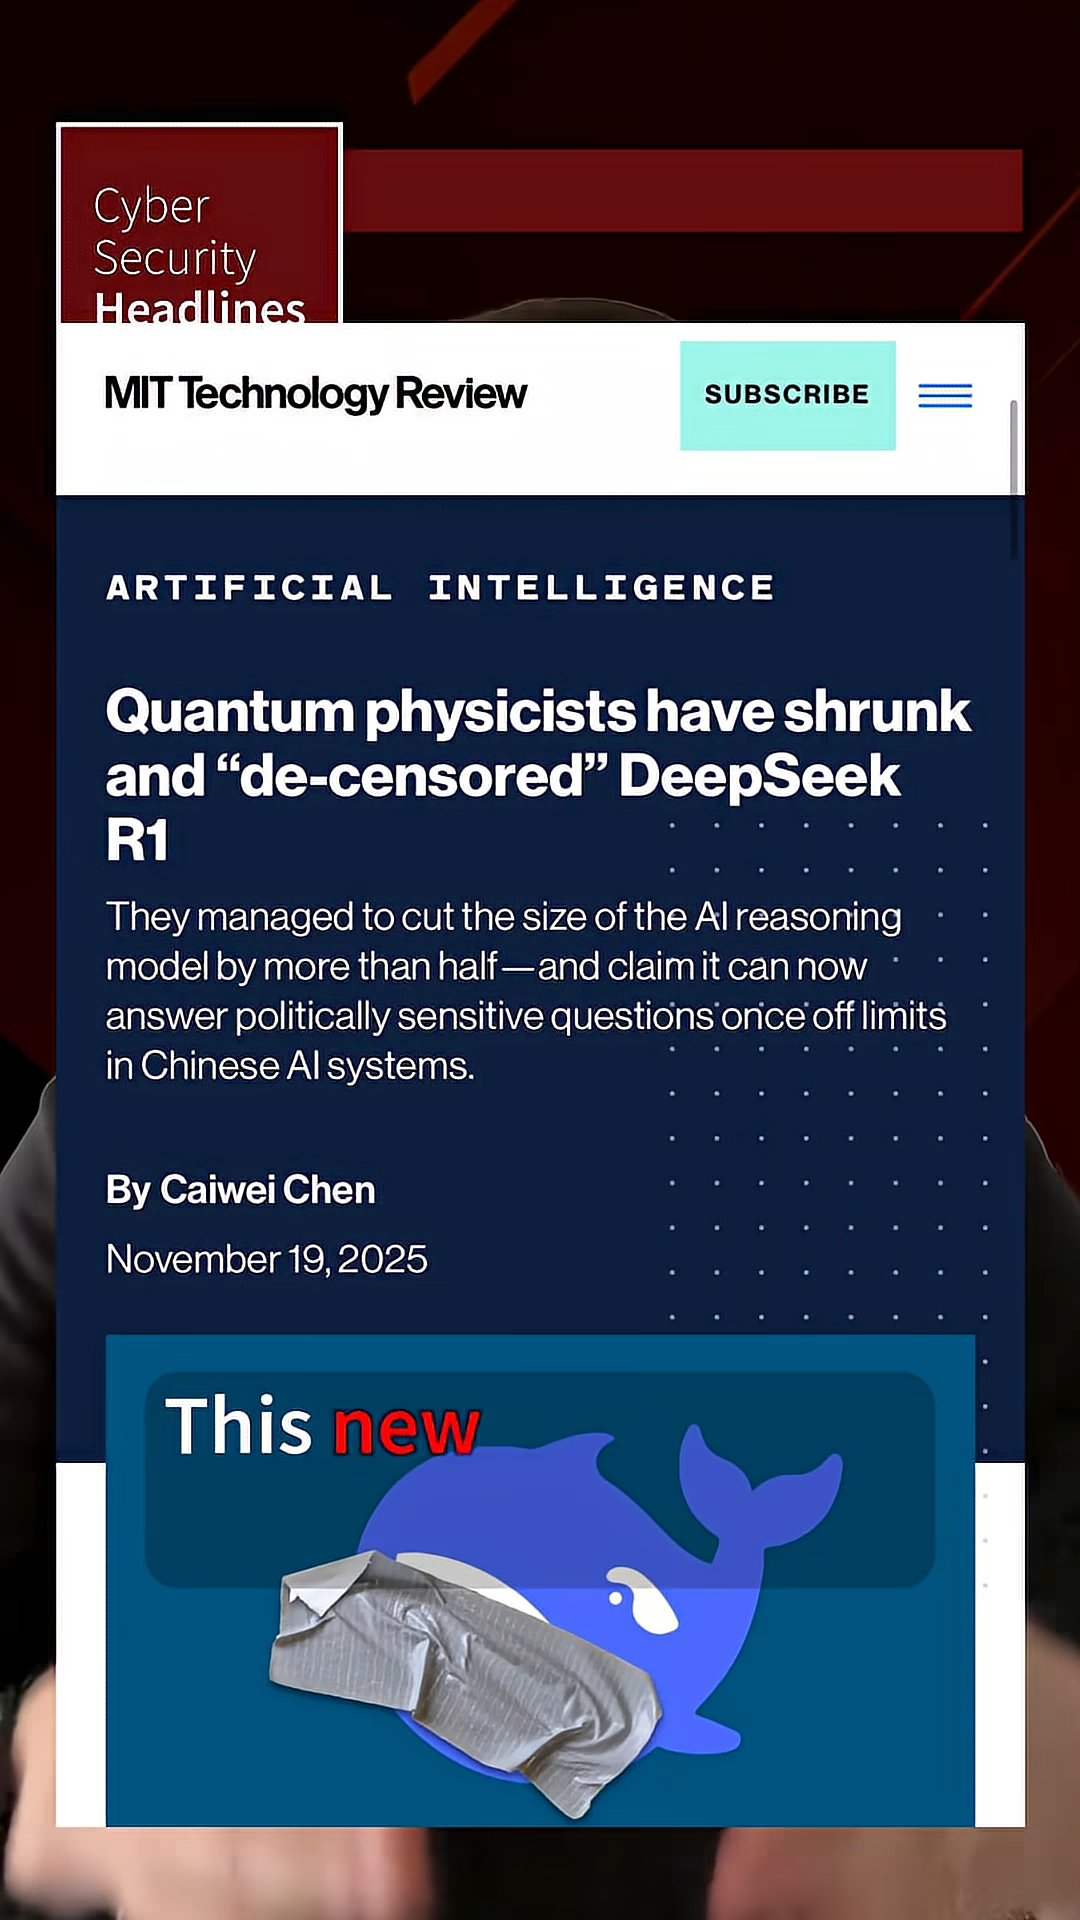 Cyber
Security
Headlines
MIT Technology Review
SUBSCRIBE
ARTIFICIAL INTELLIGENCE
Quantum physicists have shrunk
and “de-censored” DeepSeek
R1
They managed to cut the size of the AI reasoning
model by more than half—and claim it can now
answer politically sensitive questions once off limits
in Chinese AI systems.
By Caiwei Chen
November 19, 2025
This new